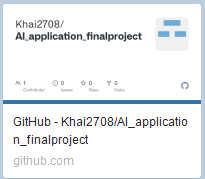 Khai2708/
AI_application_finalproject
1 0 0 0
Contributor Issues Stars Forks
GitHub - Khai2708/AI_applicatio
n_finalproject
github.com